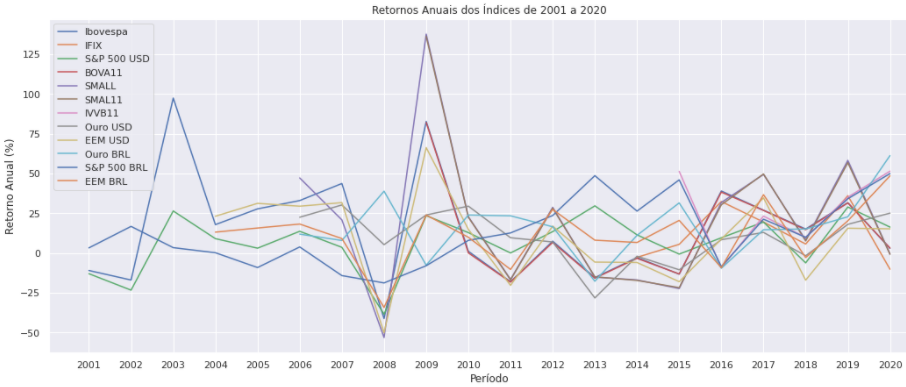 Retornos Anuais dos Índices de 2001 a 2020
Ibovespa
IFIX
S&P 500 USD
BOVA11
SMALL
SMAL11
IVVB11
Ouro USD
EEM USD
Ouro BRL
S&P 500 BRL
EEM BRL
Retorno Anual (%)
125
100
75
50
25
0
−25
−50
2001 2002 2003 2004 2005 2006 2007 2008 2009 2010 2011 2012 2013 2014 2015 2016 2017 2018 2019 2020
Período